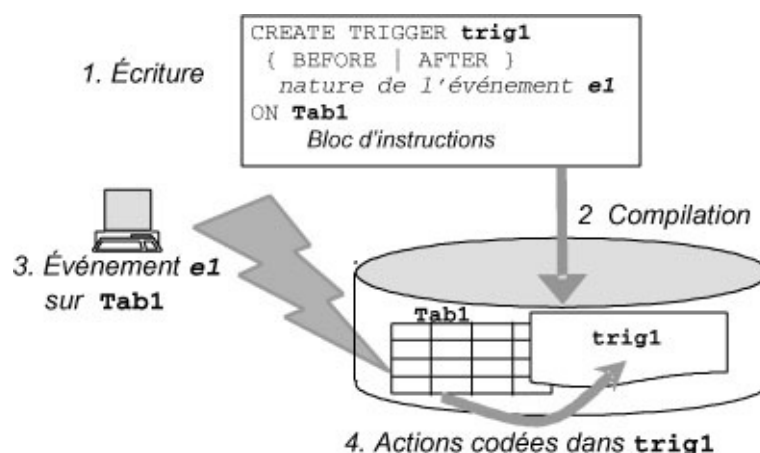 CREATE TRIGGER trig1
{ BEFORE | AFTER }
nature de l'événement e1
ON Tab1
Bloc d'instructions
1. Écriture
2 Compilation
3. Événement e1
sur Tab1
Tab1
trig1
4. Actions codées dans trig1